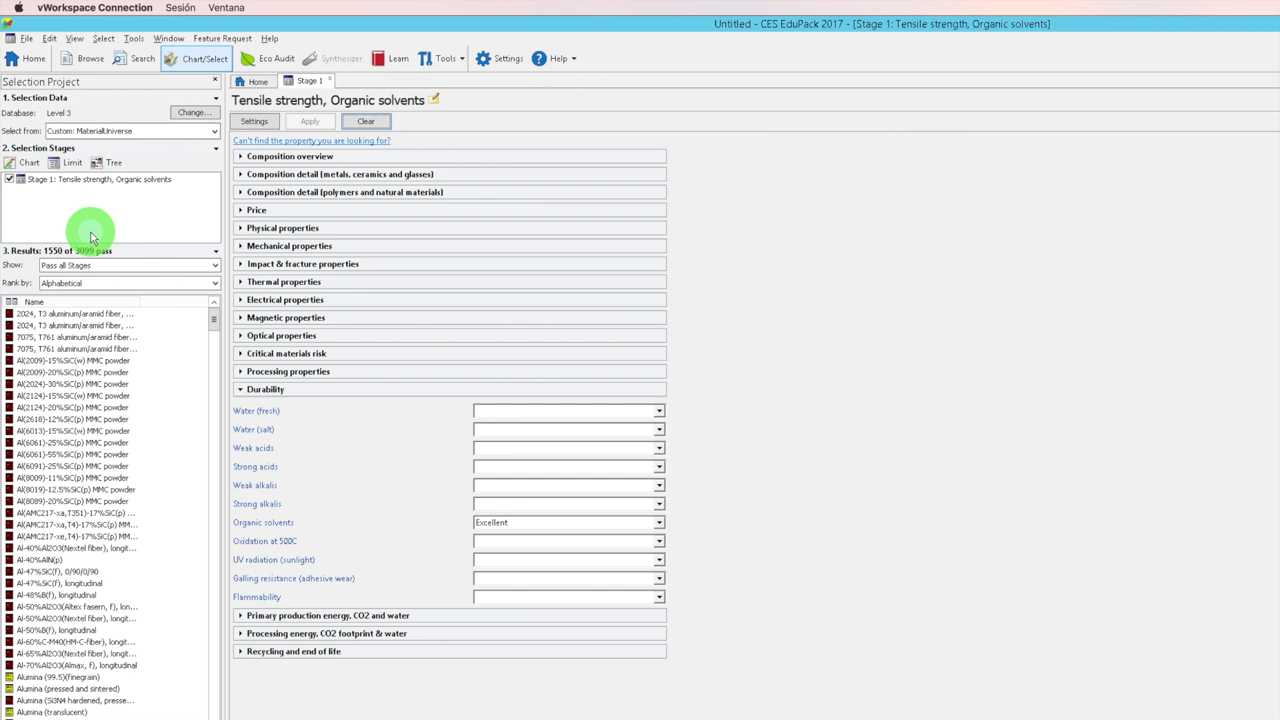 vWorkspace Connection Sesión Ventana
Untitled - CES EduPack 2017 - [Stage 1: Tensile strength, Organic solvents]
File Edit View Select Tools Window Feature Request Help
Home Browse Search Chart/Select Eco Audit Synthesizer Learn Tools Settings Help
Selection Project
1. Selection Data
Database: Level 3 Change...
Select from: Custom: MaterialUniverse
2. Selection Stages
Chart Limit Tree
Stage 1: Tensile strength, Organic solvents
3. Results: 1550 of 3099 pass
Show: Pass all Stages
Rank by: Alphabetical
Name
2024, T3 aluminum/aramid fiber, ...
2024, T3 aluminum/aramid fiber, ...
7075, T761 aluminum/aramid fiber...
7075, T761 aluminum/aramid fiber...
Al(2009)-15%SiC(w) MMC powder
Al(2009)-20%SiC(p) MMC powder
Al(2024)-30%SiC(p) MMC powder
Al(2124)-15%SiC(w) MMC powder
Al(2124)-20%SiC(p) MMC powder
Al(2618)-12%SiC(p) MMC powder
Al(6013)-15%SiC(w) MMC powder
Al(6061)-25%SiC(p) MMC powder
Al(6061)-55%SiC(p) MMC powder
Al(6091)-25%SiC(p) MMC powder
Al(8009)-11%SiC(p) MMC powder
Al(8019)-12.5%SiC(p) MMC powder
Al(8089)-20%SiC(p) MMC powder
Al(AMC217-xa,T351)-17%SiC(p) ...
Al(AMC217-xa,T4)-17%SiC(p) MM...
Al(AMC217-xe,T4)-17%SiC(p) MM...
Al-40%Al2O3(Nextel fiber), longit...
Al-40%AlN(p)
Al-47%SiC(f), 0/90/0/90
Al-47%SiC(f), longitudinal
Al-48%B(f), longitudinal
Al-50%Al2O3(Altex fasern, f), lon...
Al-50%Al2O3(Nextel fiber), longit...
Al-50%B(f), longitudinal
Al-60%C-M40(HM-C-fiber), longit...
Al-65%Al2O3(Nextel fiber), longit...
Al-70%Al2O3(Almax, f), longitudinal
Alumina (99.5)(finegrain)
Alumina (pressed and sintered)
Alumina (Si3N4 hardened, presse...
Alumina (translucent)
Home Stage 1
Tensile strength, Organic solvents
Settings Apply Clear
Can't find the property you are looking for?
Composition overview
Composition detail (metals, ceramics and glasses)
Composition detail (polymers and natural materials)
Price
Physical properties
Mechanical properties
Impact & fracture properties
Thermal properties
Electrical properties
Magnetic properties
Optical properties
Critical materials risk
Processing properties
Durability
Water (fresh)
Water (salt)
Weak acids
Strong acids
Weak alkalis
Strong alkalis
Organic solvents Excellent
Oxidation at 500C
UV radiation (sunlight)
Galling resistance (adhesive wear)
Flammability
Primary production energy, CO2 and water
Processing energy, CO2 footprint & water
Recycling and end of life